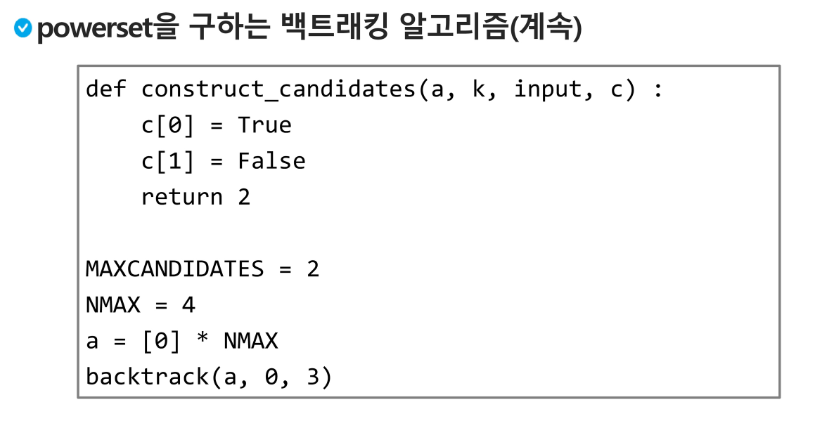 powerset을 구하는 백트래킹 알고리즘(계속)
def construct_candidates(a, k, input, c) :
    c[0] = True
    c[1] = False
    return 2

MAXCANDIDATES = 2
NMAX = 4
a = [0] * NMAX
backtrack(a, 0, 3)